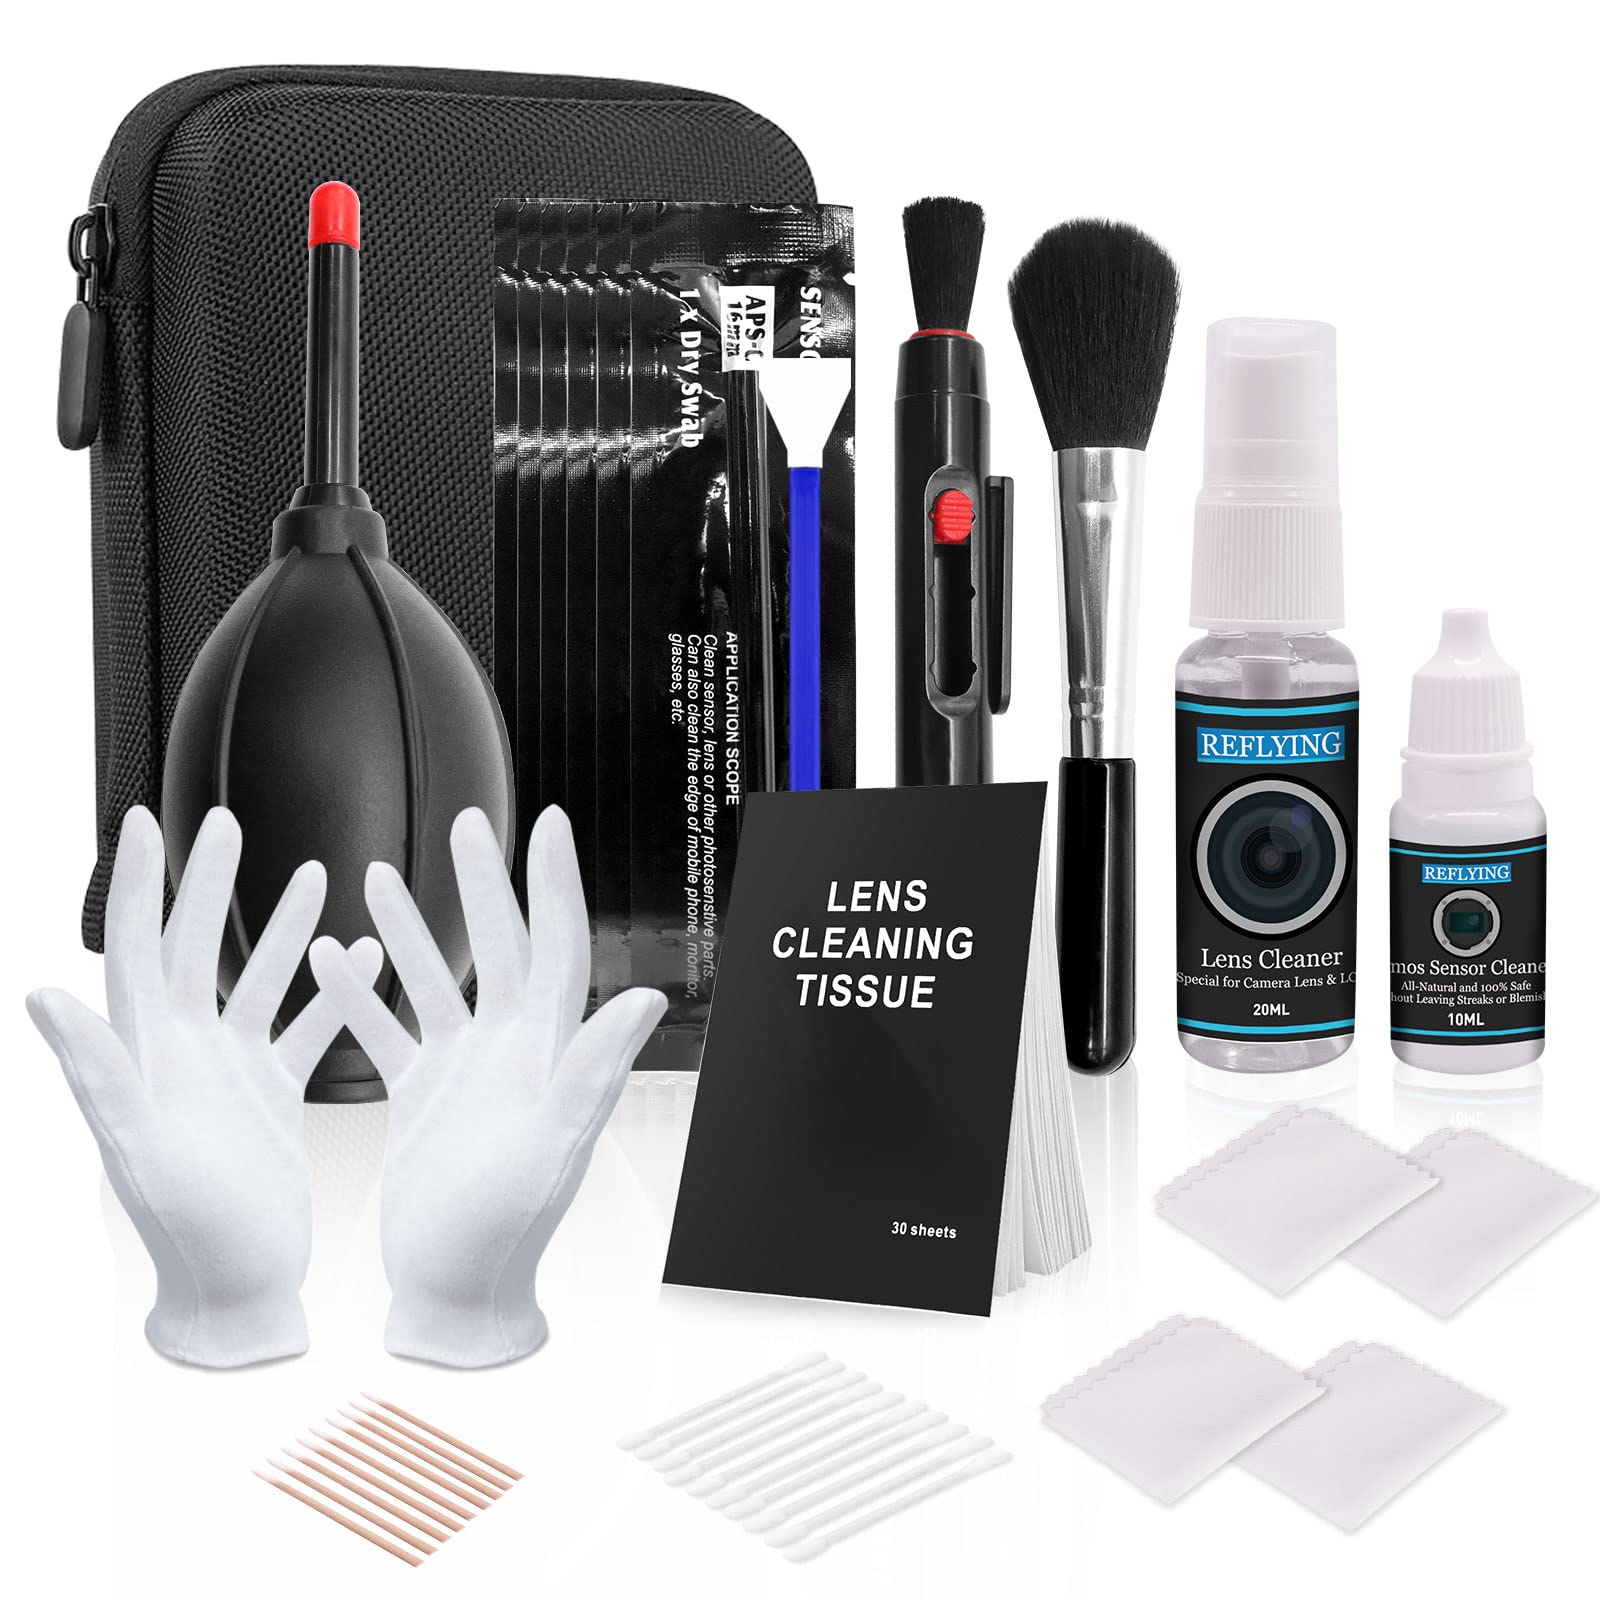 SENSO
APS-C
16mm
1 X Dry Swab
APPLICATION SCOPE
Clean sensor, lens or other photosenstive parts.
Can also clean the edge of mobile phone, monitor,
glasses, etc.
LENS
CLEANING
TISSUE
30 sheets
REFLYING
Lens Cleaner
Special for Camera Lens & LC
20ML
REFLYING
mos Sensor Cleane
All-Natural and 100% Safe
hout Leaving Streaks or Blemish
10ML